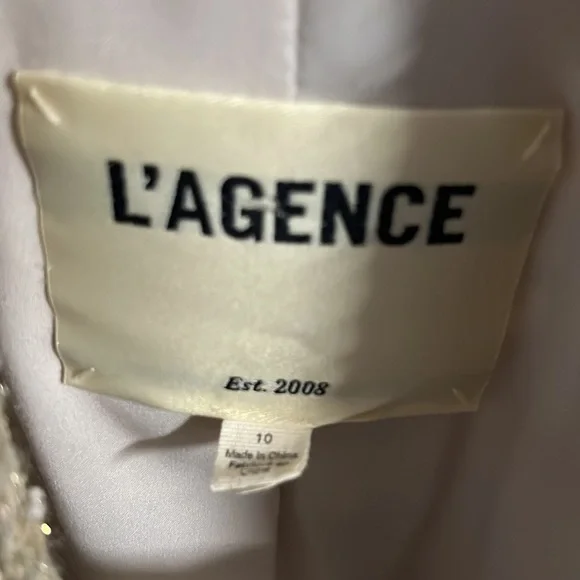 L'AGENCE
Est. 2008
10
Made in China